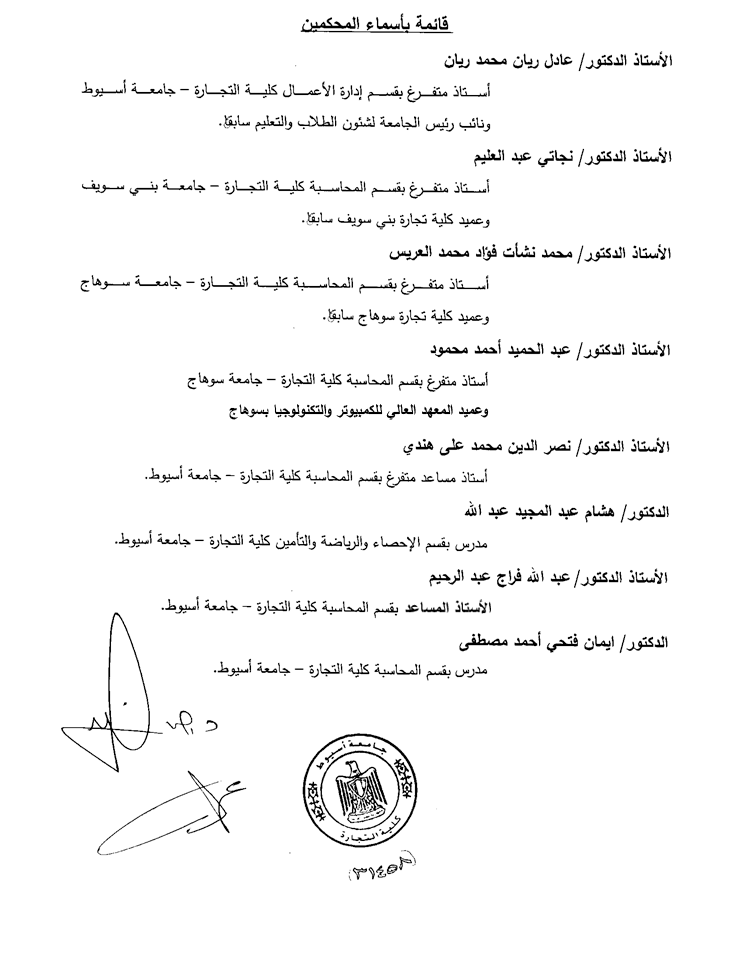 قائمة بأسماء المحكمين
الأستاذ الدكتور/ عادل ريان محمد ريان
أستاذ متفرغ بقسم إدارة الأعمال كلية التجارة – جامعة أسيوط
ونائب رئيس الجامعة لشئون الطلاب والتعليم سابقا.
الأستاذ الدكتور/ نجاتي عبد العليم
أستاذ متفرغ بقسم المحاسبة كلية التجارة – جامعة بني سويف
وعميد كلية تجارة بني سويف سابقا.
الأستاذ الدكتور/ محمد نشأت فؤاد محمد العريس
أستاذ متفرغ بقسم المحاسبة كلية التجارة – جامعة سوهاج
وعميد كلية تجارة سوهاج سابقا.
الأستاذ الدكتور/ عبد الحميد أحمد محمود
أستاذ متفرغ بقسم المحاسبة كلية التجارة – جامعة سوهاج
وعميد المعهد العالي للكمبيوتر والتكنولوجيا بسوهاج
الأستاذ الدكتور/ نصر الدين محمد على هندي
أستاذ مساعد متفرغ بقسم المحاسبة كلية التجارة – جامعة أسيوط.
الدكتور/ هشام عبد المجيد عبد الله
مدرس بقسم الإحصاء والرياضة والتأمين كلية التجارة – جامعة أسيوط.
الأستاذ الدكتور/ عبد الله فراج عبد الرحيم
الأستاذ المساعد بقسم المحاسبة كلية التجارة – جامعة أسيوط.
الدكتور/ ايمان فتحي أحمد مصطفى
مدرس بقسم المحاسبة كلية التجارة – جامعة أسيوط.
جامعة أسيوط
كلية التجارة